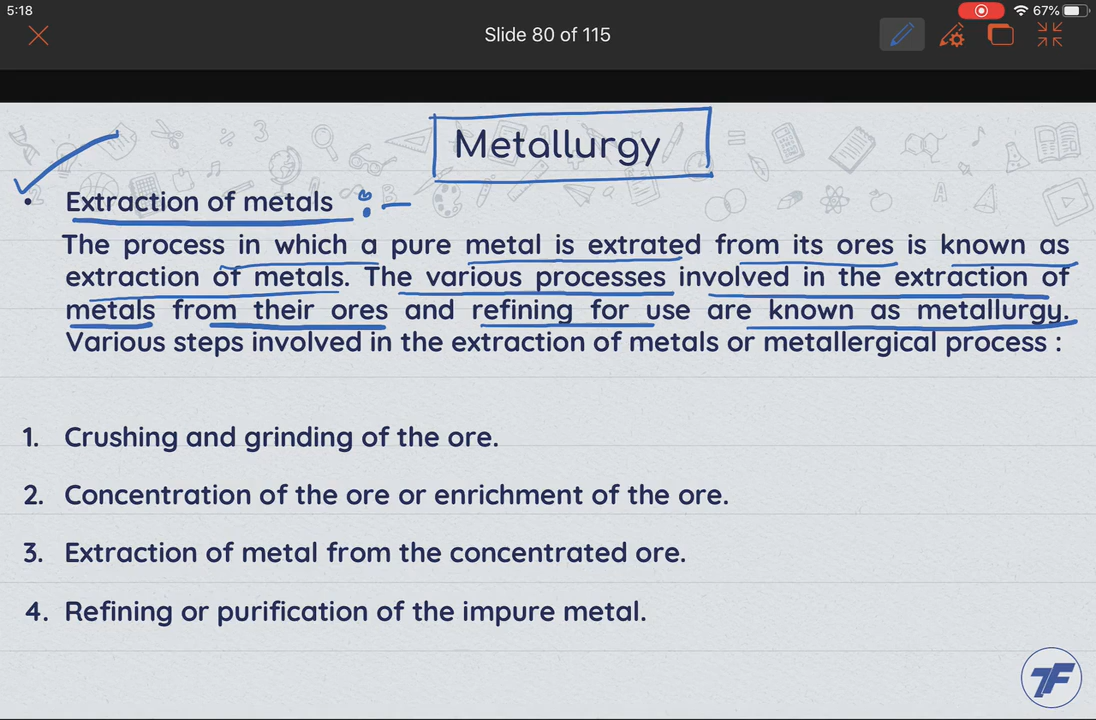 5:18
67%
Slide 80 of 115
Metallurgy
• Extraction of metals :-
The process in which a pure metal is extrated from its ores is known as
extraction of metals. The various processes involved in the extraction of
metals from their ores and refining for use are known as metallurgy.
Various steps involved in the extraction of metals or metallergical process :
1. Crushing and grinding of the ore.
2. Concentration of the ore or enrichment of the ore.
3. Extraction of metal from the concentrated ore.
4. Refining or purification of the impure metal.
TF